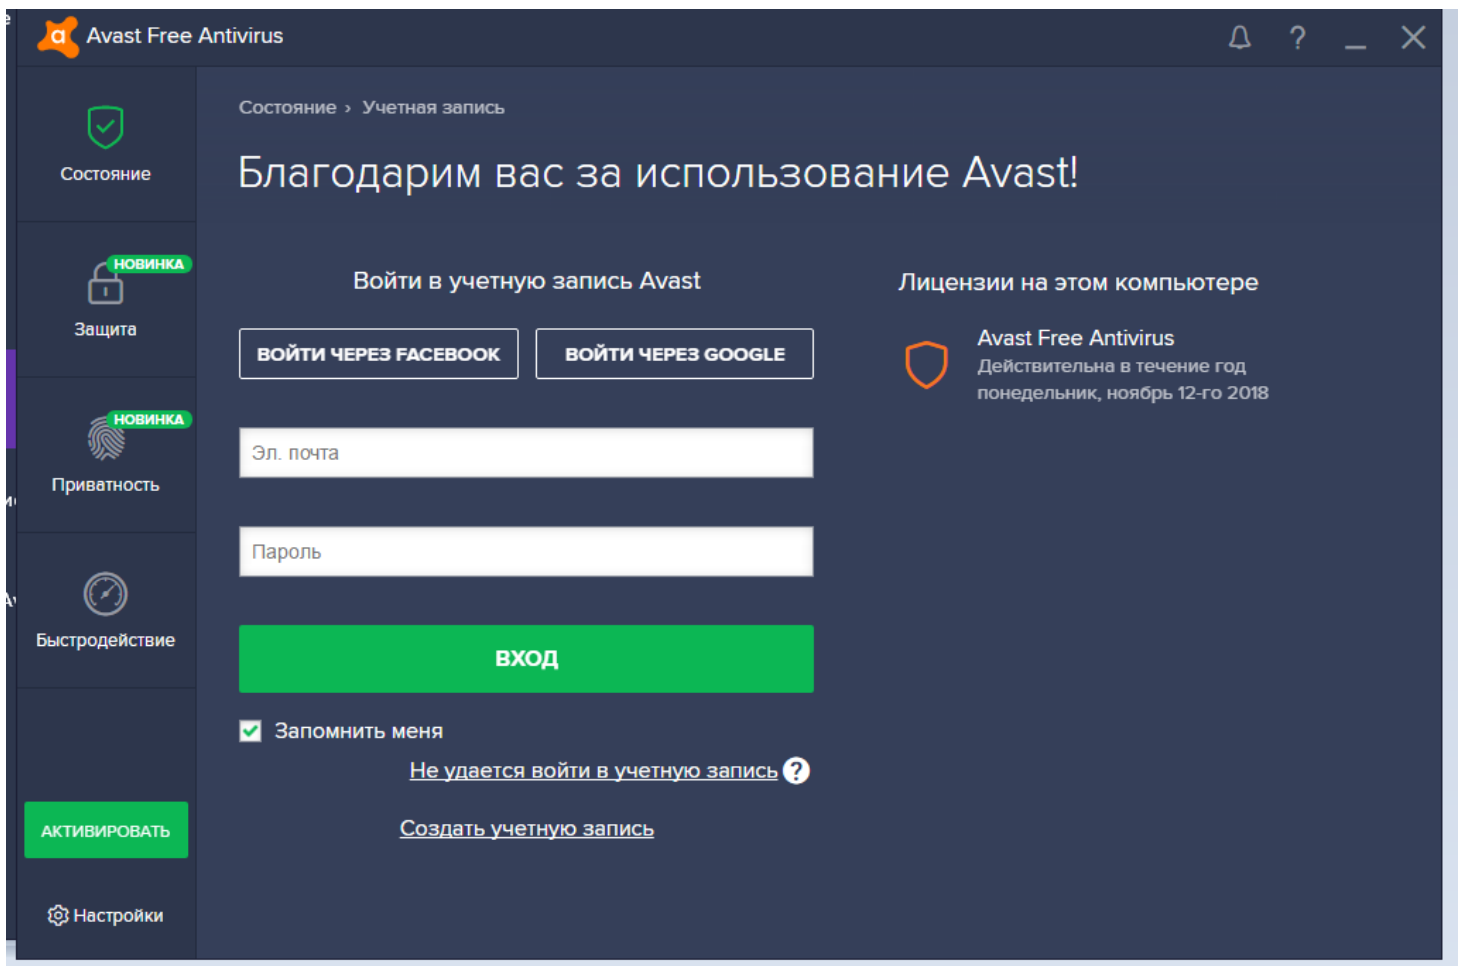 Avast Free Antivirus
?
Состояние › Учетная запись
Благодарим вас за использование Avast!
Состояние
НОВИНКА
Защита
НОВИНКА
Приватность
Быстродействие
АКТИВИРОВАТЬ
Настройки
Войти в учетную запись Avast
ВОЙТИ ЧЕРЕЗ FACEBOOK
ВОЙТИ ЧЕРЕЗ GOOGLE
Эл. почта
Пароль
ВХОД
Запомнить меня
Не удается войти в учетную запись ?
Создать учетную запись
Лицензии на этом компьютере
Avast Free Antivirus
Действительна в течение год
понедельник, ноябрь 12-го 2018